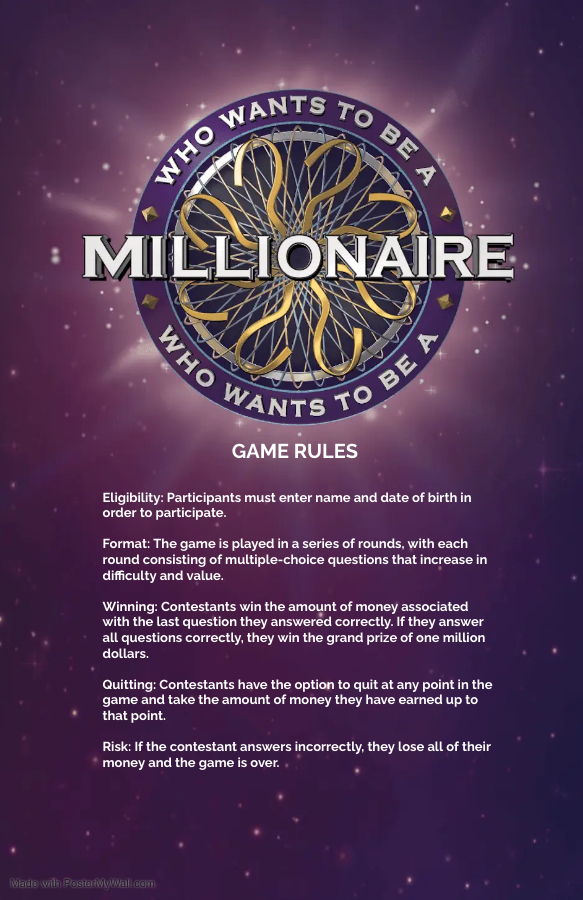 WHO WANTS TO BE A
MILLIONAIRE
WHO WANTS TO BE A
GAME RULES
Eligibility: Participants must enter name and date of birth in
order to participate.
Format: The game is played in a series of rounds, with each
round consisting of multiple-choice questions that increase in
difficulty and value.
Winning: Contestants win the amount of money associated
with the last question they answered correctly. If they answer
all questions correctly, they win the grand prize of one million
dollars.
Quitting: Contestants have the option to quit at any point in the
game and take the amount of money they have earned up to
that point.
Risk: If the contestant answers incorrectly, they lose all of their
money and the game is over.
Made with PosterMyWall.com